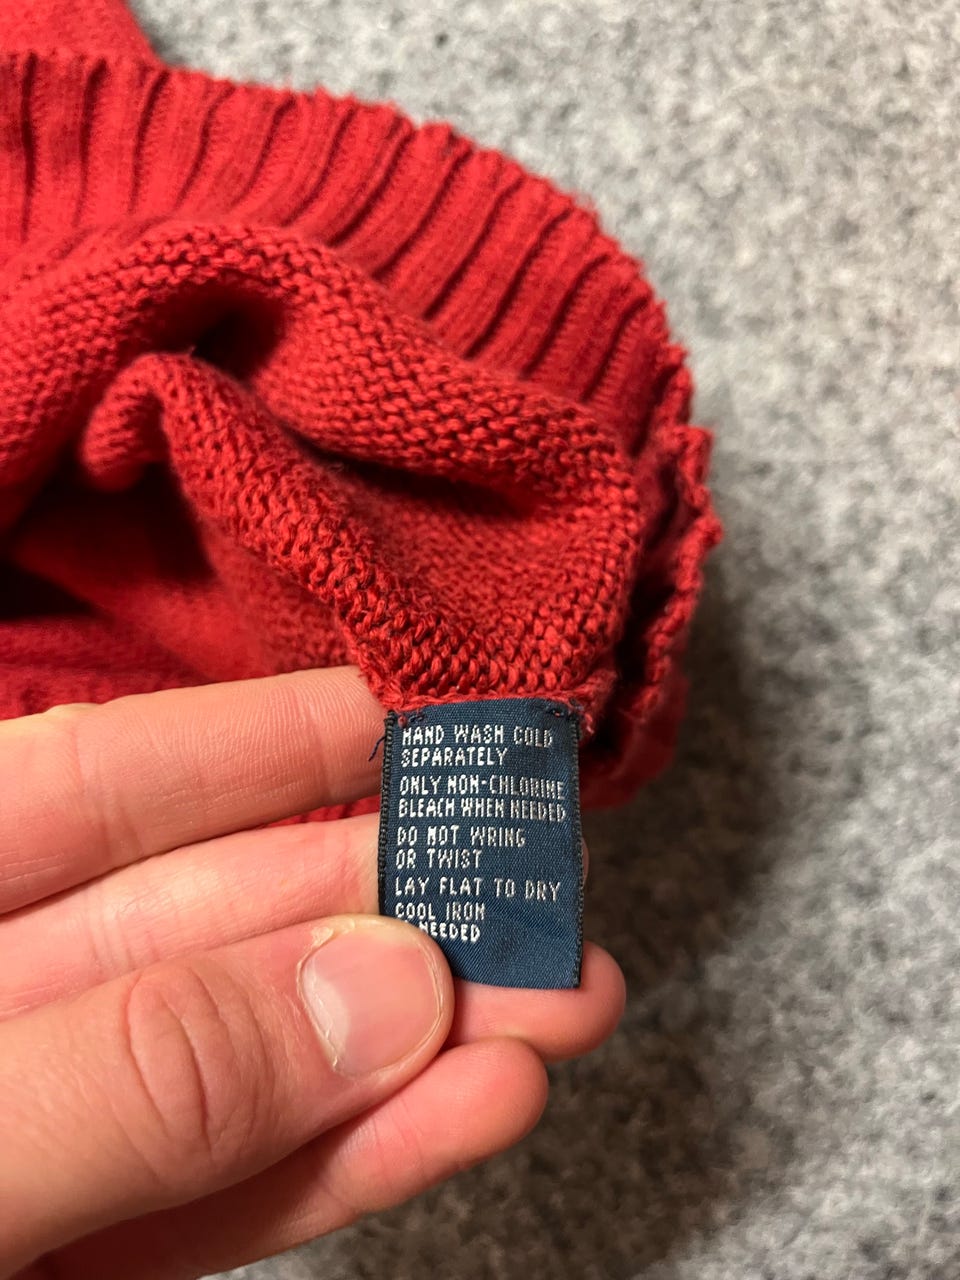 HAND WASH COLD
SEPARATELY
ONLY NON-CHLORINE
BLEACH WHEN NEEDED
DO NOT WRING
OR TWIST
LAY FLAT TO DRY
COOL IRON
NEEDED